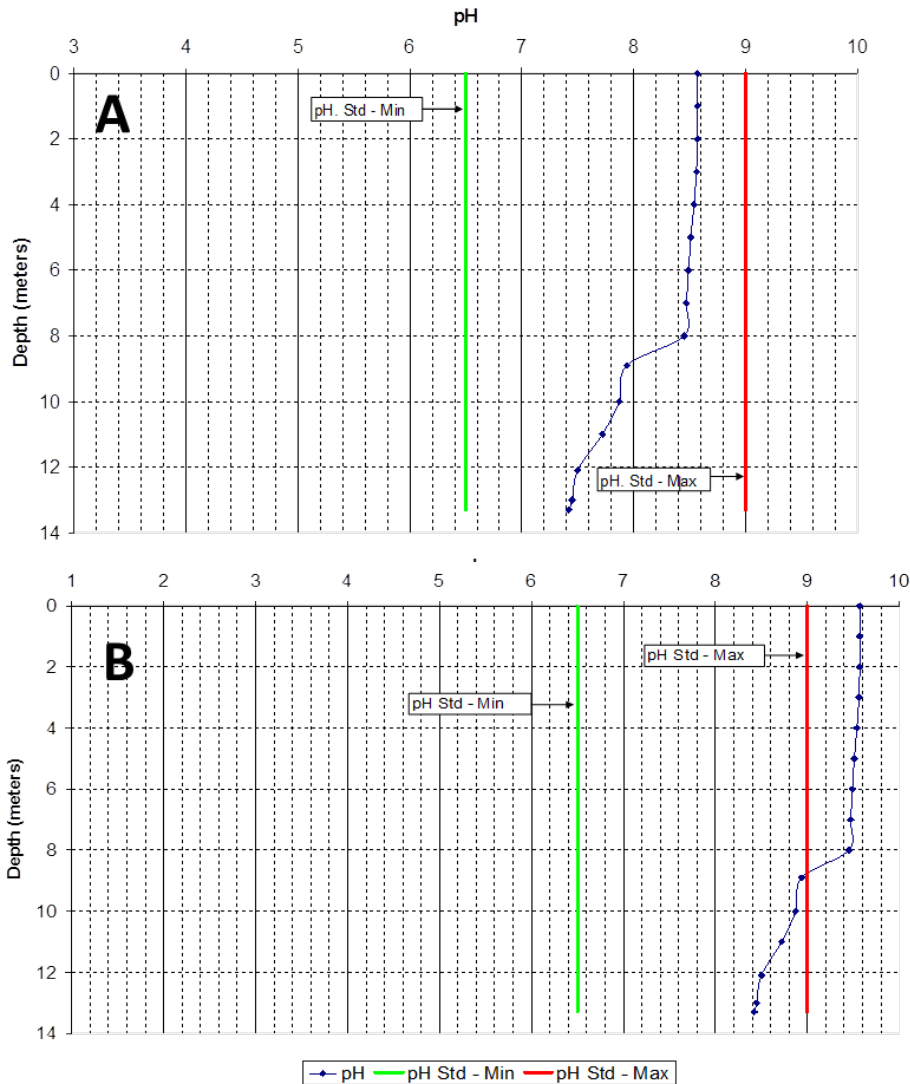 pH
3 4 5 6 7 8 9 10
0
A
pH. Std - Min
2
4
Depth (meters)
6
8
10
12
pH. Std - Max
14
1 2 3 4 5 6 7 8 9 10
0
B
pH Std - Max
2
pH Std - Min
4
Depth (meters)
6
8
10
12
14
pH pH Std - Min pH Std - Max